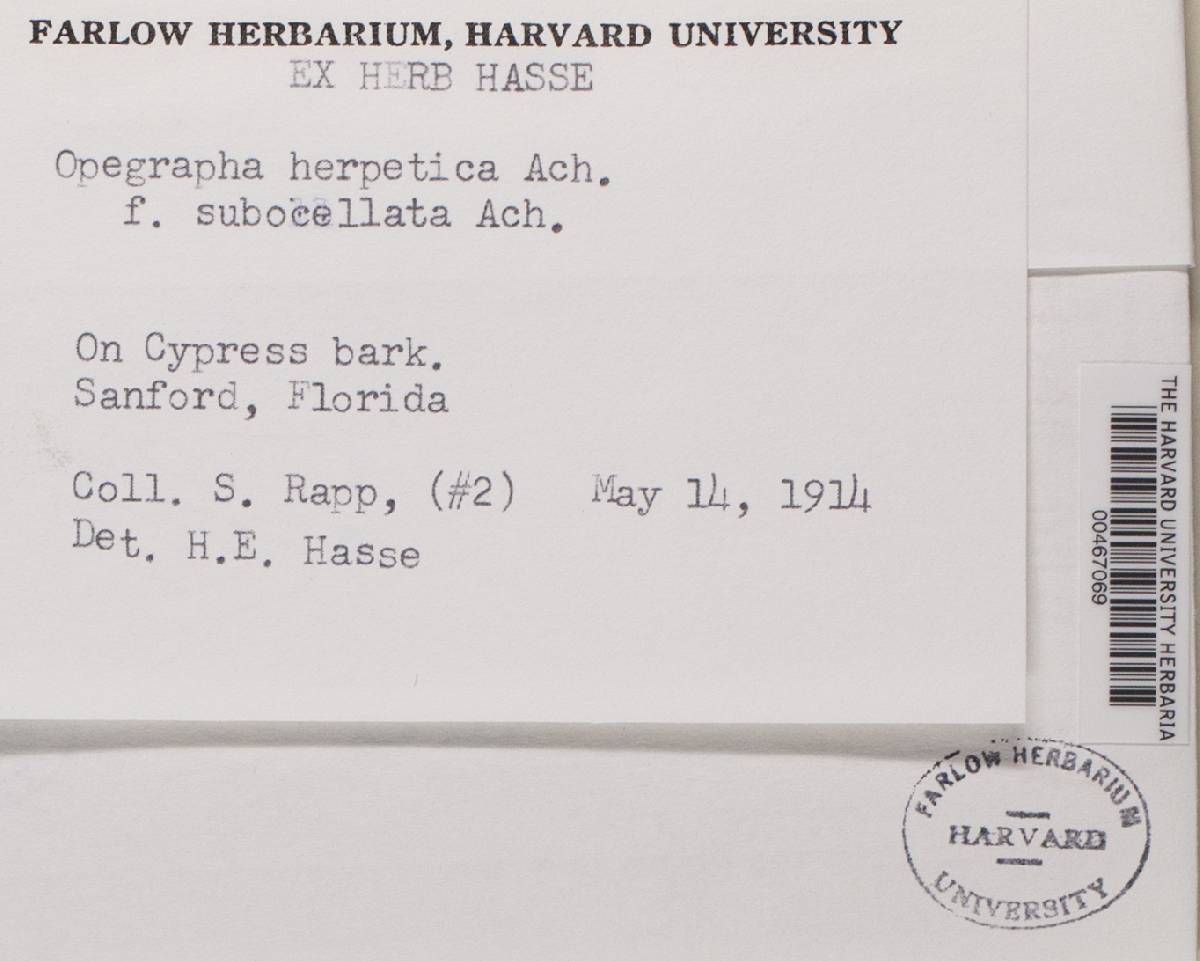 FARLOW HERBARIUM, HARVARD UNIVERSITY
EX HERB HASSE
Opegrapha herpetica Ach.
f. subocellata Ach.
On Cypress bark.
Sanford, Florida
Coll. S. Rapp, (#2) May 14, 1914
Det. H.E. Hasse
THE HARVARD UNIVERSITY HERBARIA
00467069
FARLOW HERBARIUM
HARVARD
UNIVERSITY